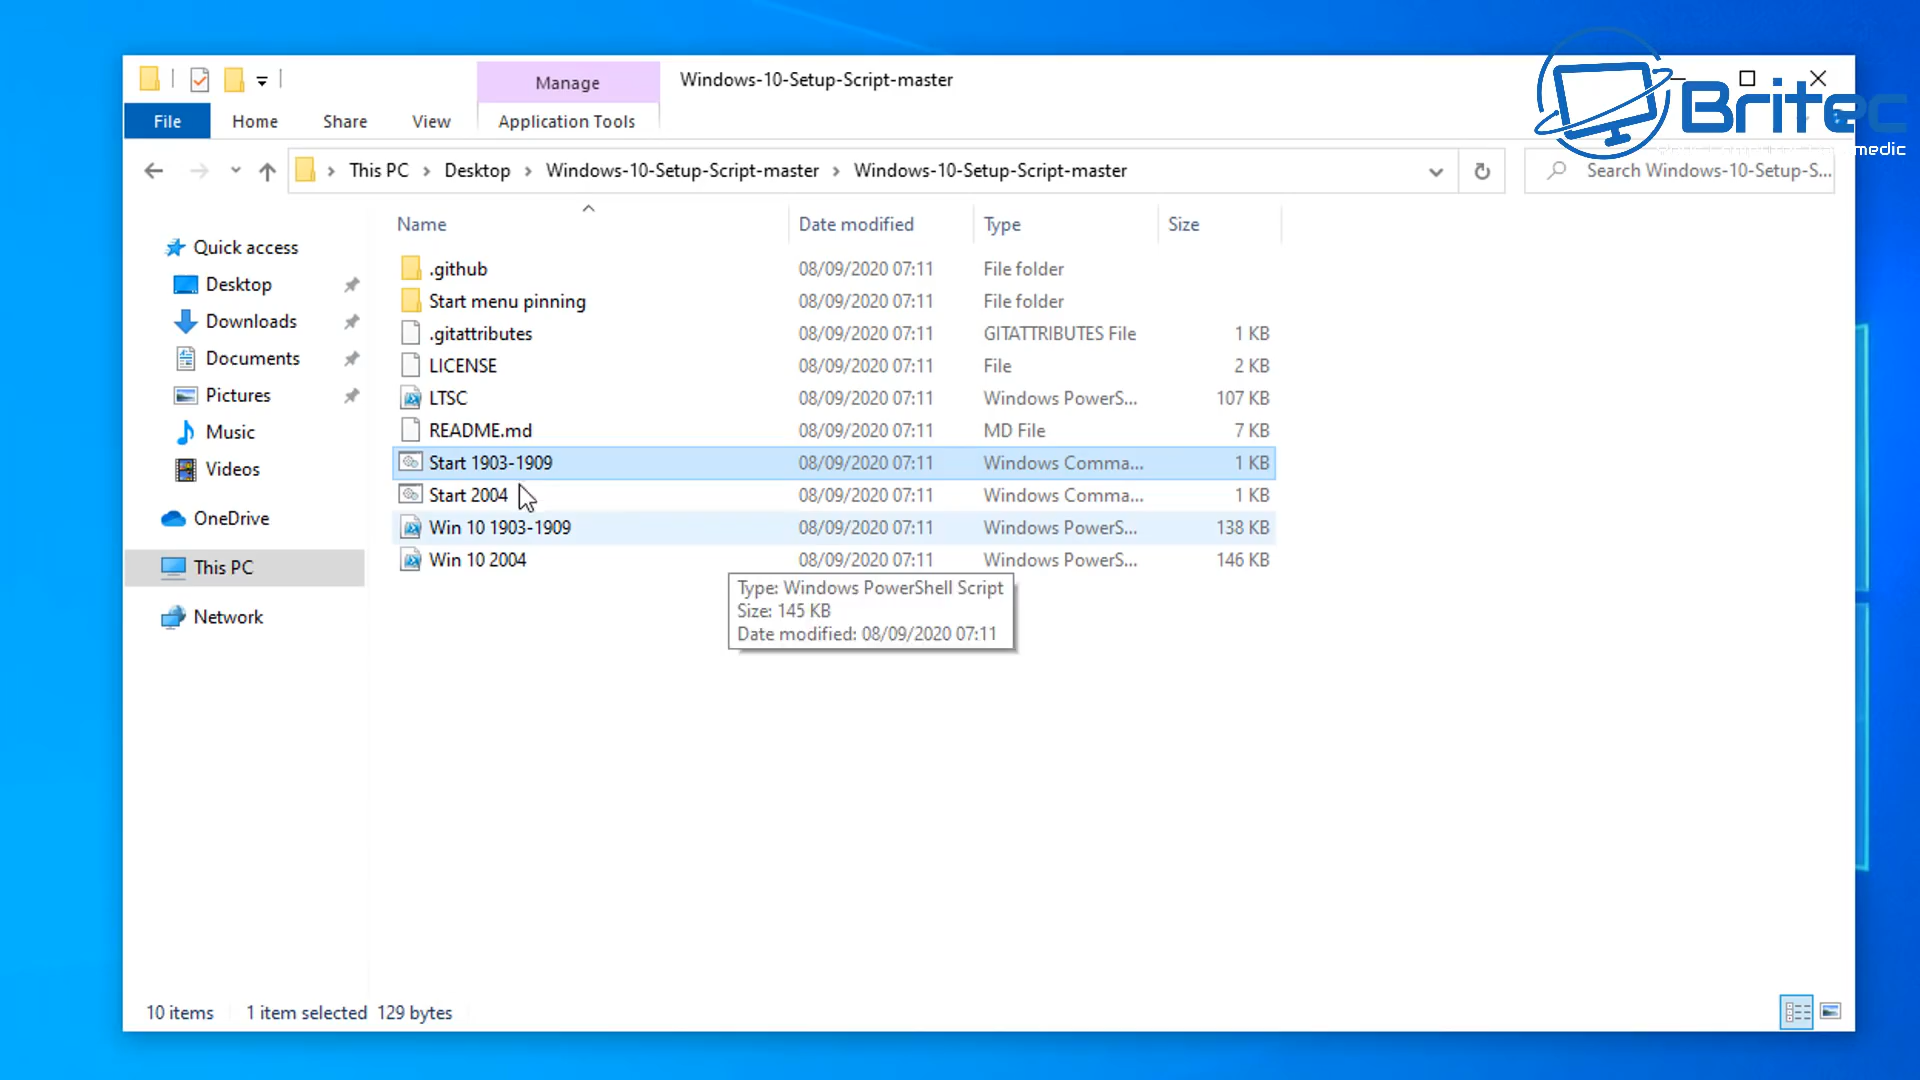 Manage
Windows-10-Setup-Script-master
Britec
File
Home
Share
View
Application Tools
medic
This PC
Desktop
Windows-10-Setup-Script-master
Windows-10-Setup-Script-master
Search Windows-10-Setup-S...
Name
Date modified
Type
Size
Quick access
Desktop
Downloads
Documents
Pictures
Music
Videos
OneDrive
This PC
Network
.github 08/09/2020 07:11 File folder
Start menu pinning 08/09/2020 07:11 File folder
.gitattributes 08/09/2020 07:11 GITATTRIBUTES File 1 KB
LICENSE 08/09/2020 07:11 File 2 KB
LTSC 08/09/2020 07:11 Windows PowerS... 107 KB
README.md 08/09/2020 07:11 MD File 7 KB
Start 1903-1909 08/09/2020 07:11 Windows Comma... 1 KB
Start 2004 08/09/2020 07:11 Windows Comma... 1 KB
Win 10 1903-1909 08/09/2020 07:11 Windows PowerS... 138 KB
Win 10 2004 08/09/2020 07:11 Windows PowerS... 146 KB
Type: Windows PowerShell Script
Size: 145 KB
Date modified: 08/09/2020 07:11
10 items
1 item selected 129 bytes